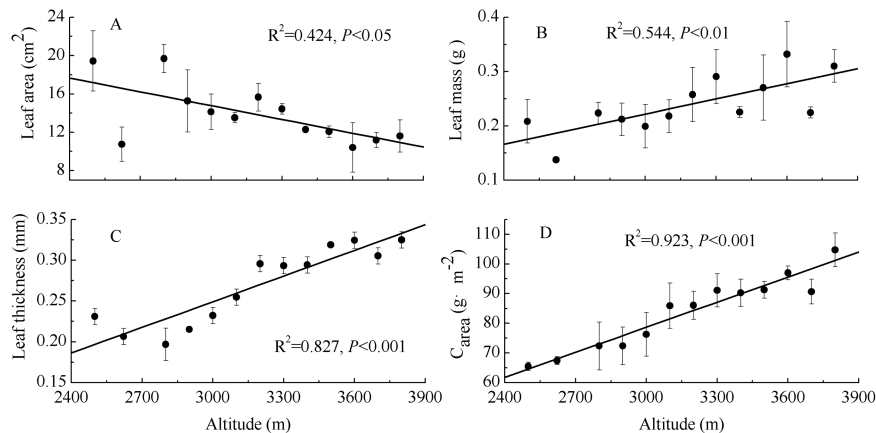 A
R²=0.424, P<0.05
Leaf area (cm²)
20
16
12
8
B
R²=0.544, P<0.01
Leaf mass (g )
0.4
0.3
0.2
0.1
C
R²=0.827, P<0.001
Leaf thickness (mm)
0.35
0.30
0.25
0.20
0.15
2400 2700 3000 3300 3600 3900
Altitude (m)
D
R²=0.923, P<0.001
C_area (g· m⁻²)
110
100
90
80
70
60
2400 2700 3000 3300 3600 3900
Altitude (m)